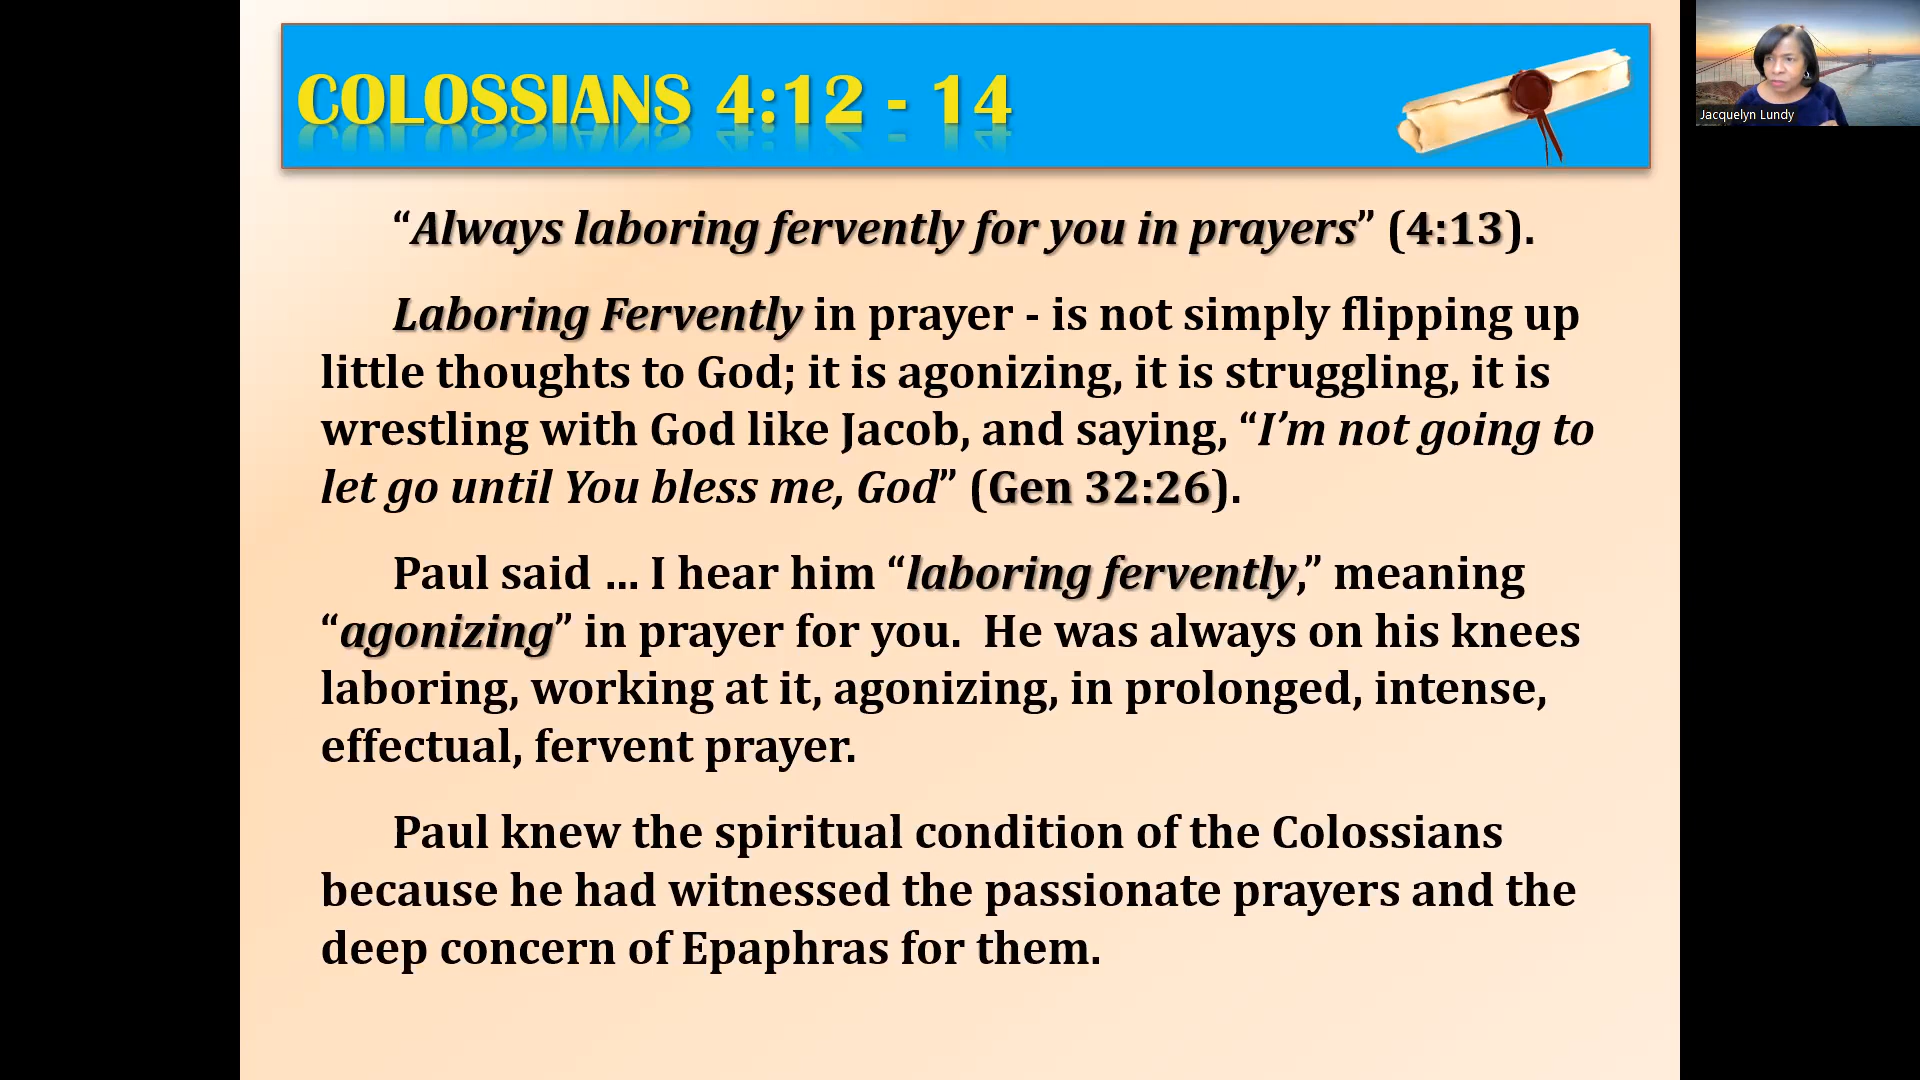 COLOSSIANS 4:12 - 14
Jacquelyn Lundy
“Always laboring fervently for you in prayers” (4:13).
Laboring Fervently in prayer - is not simply flipping up
little thoughts to God; it is agonizing, it is struggling, it is
wrestling with God like Jacob, and saying, “I’m not going to
let go until You bless me, God” (Gen 32:26).
Paul said … I hear him “laboring fervently,” meaning
“agonizing” in prayer for you.  He was always on his knees
laboring, working at it, agonizing, in prolonged, intense,
effectual, fervent prayer.
Paul knew the spiritual condition of the Colossians
because he had witnessed the passionate prayers and the
deep concern of Epaphras for them.